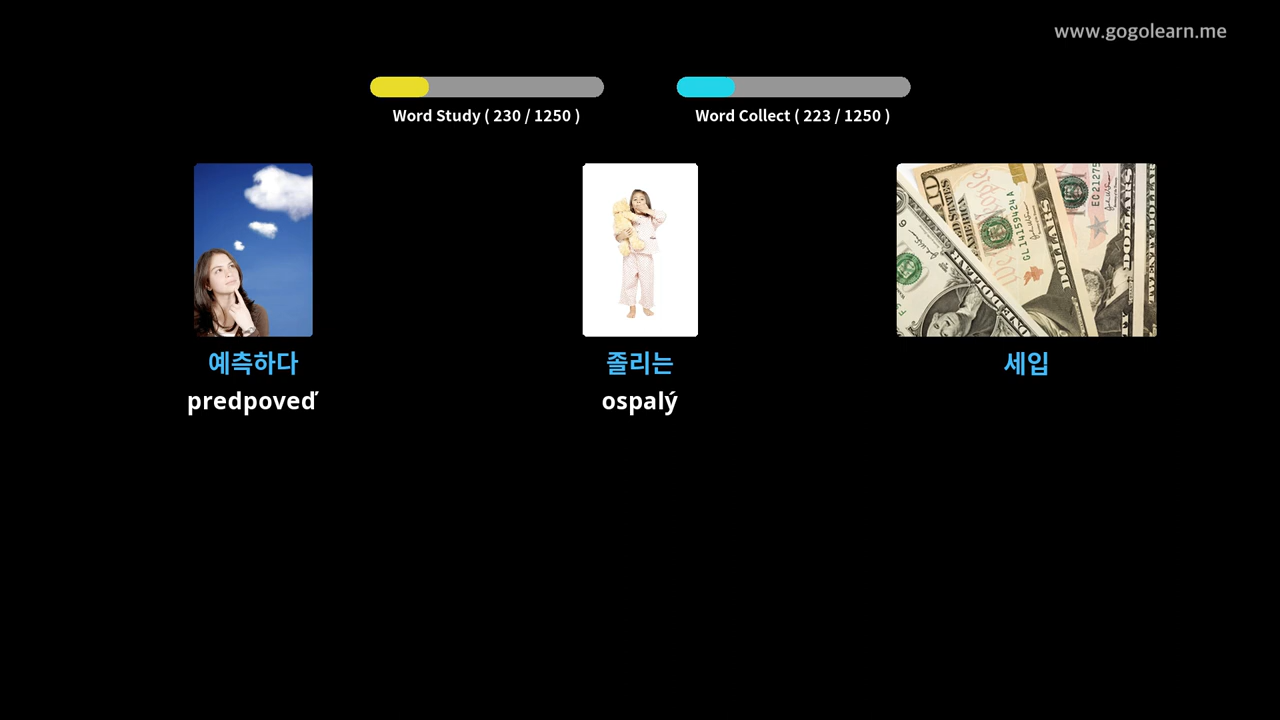 www.gogolearn.me
Word Study ( 230 / 1250 )
Word Collect ( 223 / 1250 )
예측하다
predpoveď
졸리는
ospalý
세입